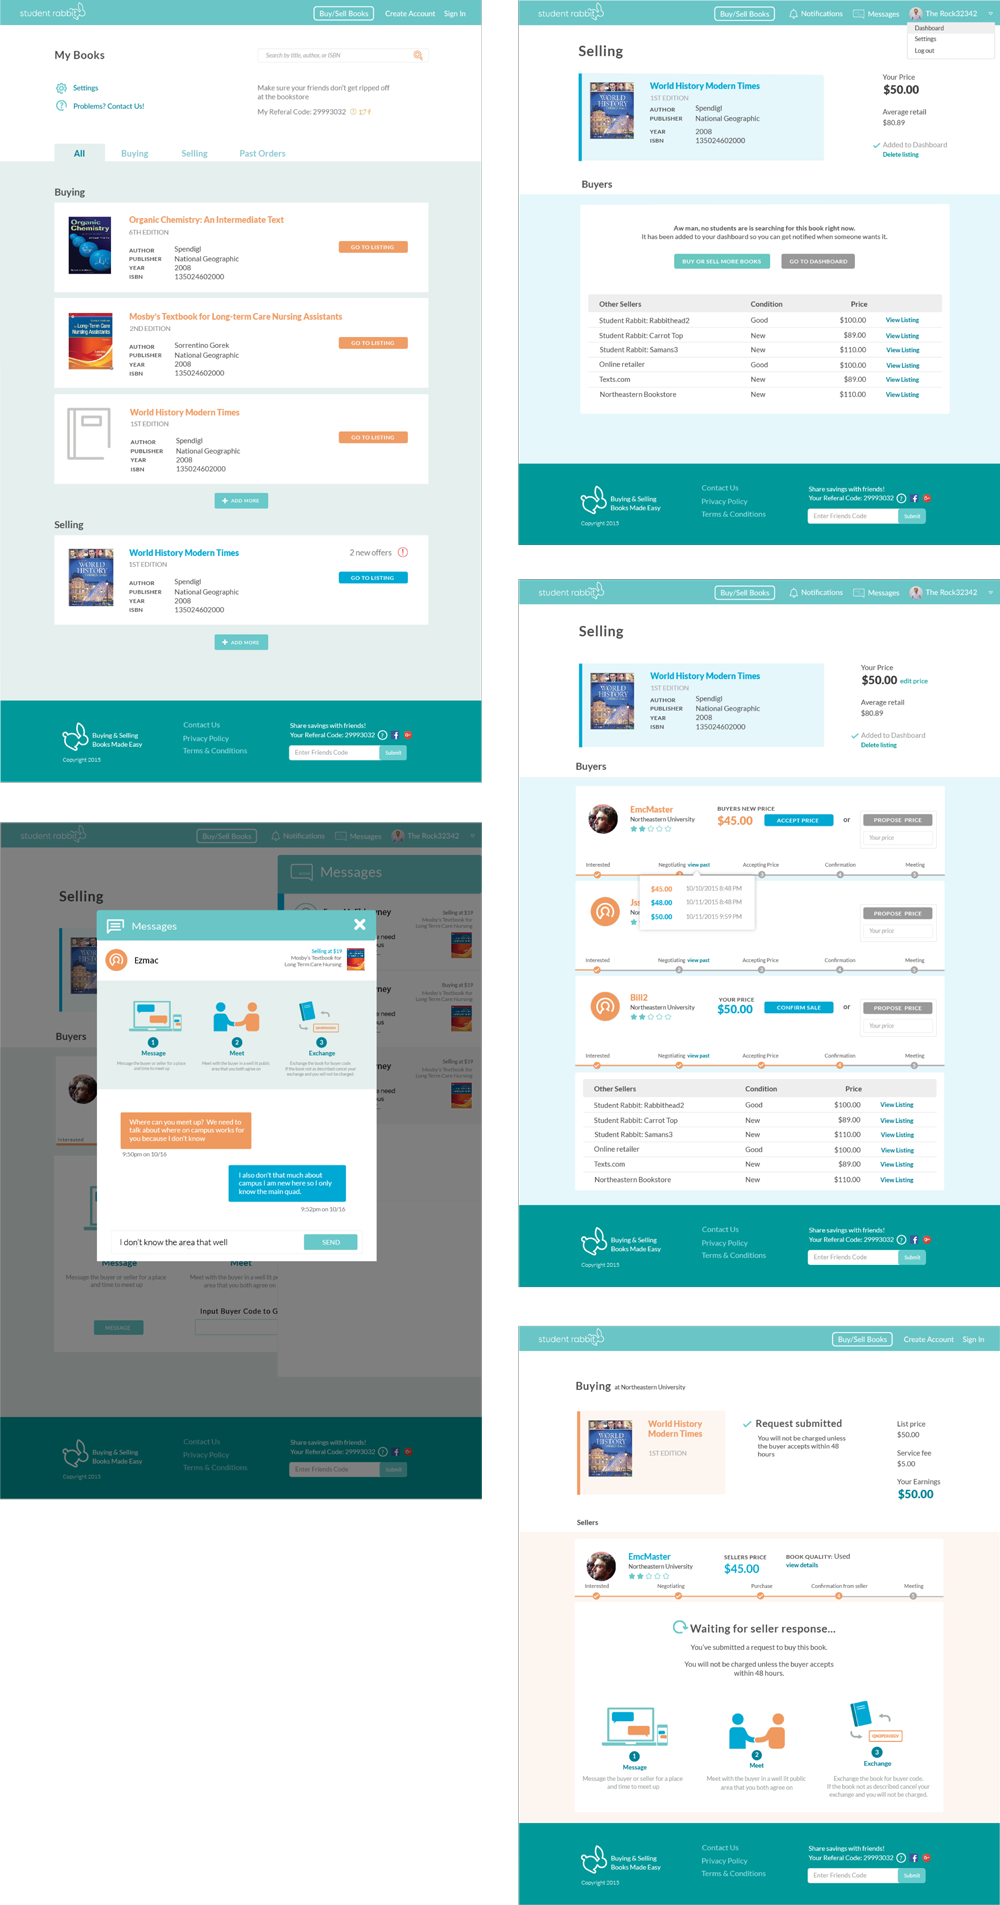 student rabbit
Buy/Sell Books Create Account Sign In
My Books
Search by title, author, or ISBN
Settings
Problems? Contact Us!
Make sure your friends don't get ripped off
at the bookstore
My Referal Code: 29993032
All Buying Selling Past Orders
Buying
Organic Chemistry: An Intermediate Text
6TH EDITION
AUTHOR Spendigl
PUBLISHER National Geographic
YEAR 2008
ISBN 135024602000
GO TO LISTING
Organic
Chemistry
Mosby's Textbook for Long-term Care Nursing Assistants
2ND EDITION
AUTHOR Sorrentino Gorek
PUBLISHER National Geographic
YEAR 2008
ISBN 135024602000
GO TO LISTING
Long-Term Care
Nursing Assistants
World History Modern Times
1ST EDITION
AUTHOR Spendigl
PUBLISHER National Geographic
YEAR 2008
ISBN 135024602000
GO TO LISTING
+ ADD MORE
Selling
World History Modern Times
1ST EDITION
AUTHOR Spendigl
PUBLISHER National Geographic
YEAR 2008
ISBN 135024602000
2 new offers
GO TO LISTING
WORLD
HISTORY
+ ADD MORE
Buying & Selling
Books Made Easy
Copyright 2015
Contact Us
Privacy Policy
Terms & Conditions
Share savings with friends!
Your Referal Code: 29993032 ?
Enter Friends Code Submit
student rabbit
Buy/Sell Books Notifications Messages The Rock32342
Dashboard
Settings
Log out
Selling
WORLD
HISTORY
World History Modern Times
1ST EDITION
AUTHOR Spendigl
PUBLISHER National Geographic
YEAR 2008
ISBN 135024602000
Your Price
$50.00
Average retail
$80.89
Added to Dashboard
Delete listing
Buyers
Aw man, no students are is searching for this book right now.
It has been added to your dashboard so you can get notified when someone wants it.
BUY OR SELL MORE BOOKS GO TO DASHBOARD
Other Sellers Condition Price
Student Rabbit: Rabbithead2 Good $100.00 View Listing
Student Rabbit: Carrot Top New $89.00 View Listing
Student Rabbit: Samans3 New $110.00 View Listing
Online retailer Good $100.00 View Listing
Texts.com New $89.00 View Listing
Northeastern Bookstore New $110.00 View Listing
Buying & Selling
Books Made Easy
Copyright 2015
Contact Us
Privacy Policy
Terms & Conditions
Share savings with friends!
Your Referal Code: 29993032 ?
Enter Friends Code Submit
student rabbit
Buy/Sell Books Notifications Messages The Rock32342
Selling
WORLD
HISTORY
World History Modern Times
1ST EDITION
AUTHOR Spendigl
PUBLISHER National Geographic
YEAR 2008
ISBN 135024602000
Your Price
$50.00 edit price
Average retail
$80.89
Added to Dashboard
Delete listing
Buyers
EmcMaster
Northeastern University
BUYERS NEW PRICE
$45.00
ACCEPT PRICE or PROPOSE PRICE
Your price
Interested Negotiating view past Accepting Price Confirmation Meeting
$45.00 10/10/2015 8:48 PM
$48.00 10/11/2015 8:48 PM
$50.00 10/11/2015 9:59 PM
PROPOSE PRICE
Your price
Interested Negotiating view past Accepting Price Confirmation Meeting
Bill2
Northeastern University
YOUR PRICE
$50.00
CONFIRM SALE or PROPOSE PRICE
Your price
Interested Negotiating view past Accepting Price Confirmation Meeting
Other Sellers Condition Price
Student Rabbit: Rabbithead2 Good $100.00 View Listing
Student Rabbit: Carrot Top New $89.00 View Listing
Student Rabbit: Samans3 New $110.00 View Listing
Online retailer Good $100.00 View Listing
Texts.com New $89.00 View Listing
Northeastern Bookstore New $110.00 View Listing
Buying & Selling
Books Made Easy
Copyright 2015
Contact Us
Privacy Policy
Terms & Conditions
Share savings with friends!
Your Referal Code: 29993032 ?
Enter Friends Code Submit
student rabbit
Buy/Sell Books Notifications Messages The Rock32342
Selling
Messages
Messages
Ezmac
Selling at $19
Mosby's Textbook for
Long Term Care Nursing
1 2 3
Message Meet Exchange
Message the buyer or seller for a place
and time to meet up
Meet with the buyer in a well lit public
area that you both agree on
Exchange the book for buyer code.
If the book not as described cancel your
exchange and you will not be charged.
Where can you meet up? We need to
talk about where on campus works for
you because I don't know
9:50pm on 10/16
I also don't that much about
campus I am new here so I only
know the main quad.
9:52pm on 10/16
I don't know the area that well SEND
Buyers
Interested
Message Meet
Message the buyer or seller for a place
and time to meet up
Meet with the buyer in a well lit p
area that you both agree on
Input Buyer Code to G
MESSAGE
Buying & Selling
Books Made Easy
Copyright 2015
Contact Us
Privacy Policy
Terms & Conditions
Share savings with friends!
Your Referal Code: 29993032 ?
Enter Friends Code Submit
student rabbit
Buy/Sell Books Create Account Sign In
Buying at Northeastern University
WORLD
HISTORY
World History
Modern Times
1ST EDITION
Request submitted
You will not be charged unless
the buyer accepts within 48
hours
List price
$50.00
Service fee
$5.00
Your Earnings
$50.00
Sellers
EmcMaster
Northeastern University
SELLERS PRICE
$45.00
BOOK QUALITY: Used
view details
Interested Negotiating Purchase Confirmation from seller Meeting
Waiting for seller response...
You've submitted a request to buy this book.
You will not be charged unless the buyer accepts
within 48 hours.
1 2 3
Message Meet Exchange
Message the buyer or seller for a place
and time to meet up
Meet with the buyer in a well lit public
area that you both agree on
Exchange the book for buyer code.
If the book not as described cancel your
exchange and you will not be charged.
Buying & Selling
Books Made Easy
Copyright 2015
Contact Us
Privacy Policy
Terms & Conditions
Share savings with friends!
Your Referal Code: 29993032 ?
Enter Friends Code Submit